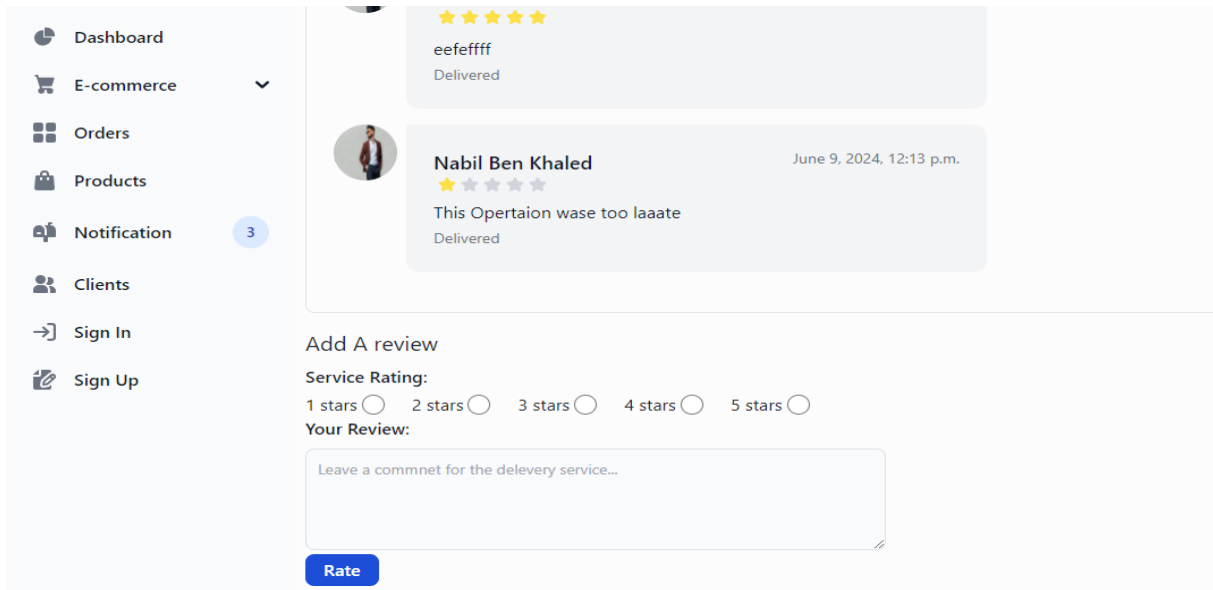 Dashboard
E-commerce
Orders
Products
Notification 3
Clients
Sign In
Sign Up
eefeffff
Delivered
Nabil Ben Khaled June 9, 2024, 12:13 p.m.
This Opertaion wase too laaate
Delivered
Add A review
Service Rating:
1 stars 2 stars 3 stars 4 stars 5 stars
Your Review:
Leave a commnet for the delevery service...
Rate